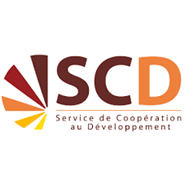 SCD
Service de Coopération
au Développement